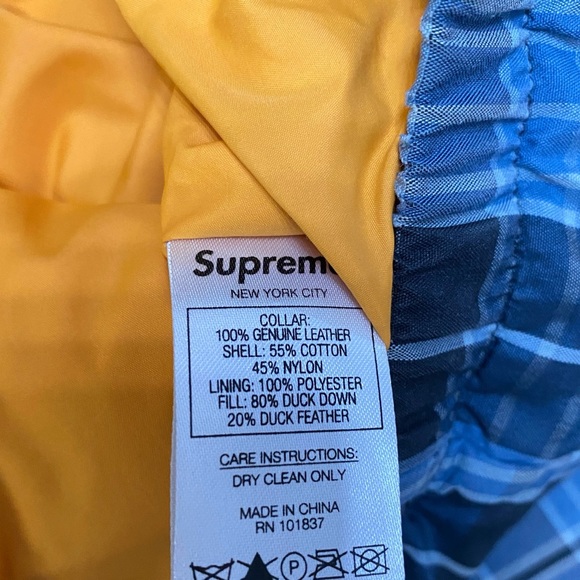 Supreme
NEW YORK CITY
COLLAR:
100% GENUINE LEATHER
SHELL: 55% COTTON
45% NYLON
LINING: 100% POLYESTER
FILL: 80% DUCK DOWN
20% DUCK FEATHER
CARE INSTRUCTIONS:
DRY CLEAN ONLY
MADE IN CHINA
RN 101837
P